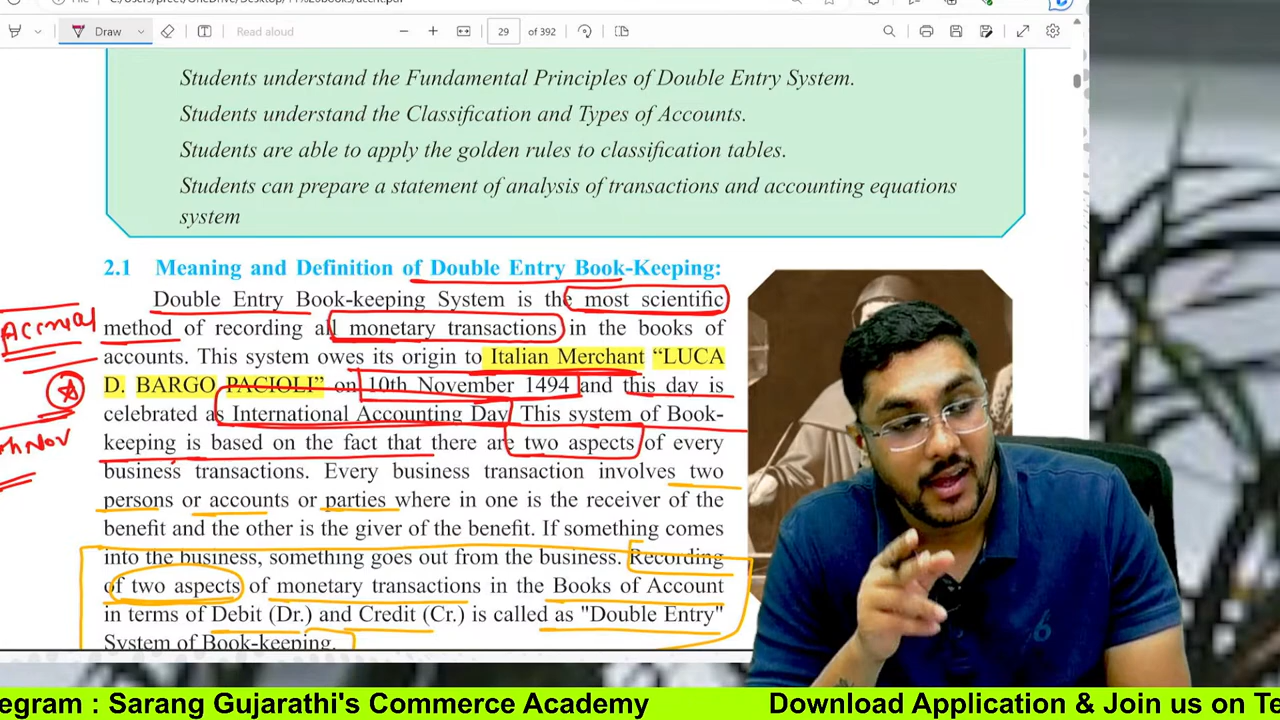 Draw
Read aloud
29
of 392
Students understand the Fundamental Principles of Double Entry System.
Students understand the Classification and Types of Accounts.
Students are able to apply the golden rules to classification tables.
Students can prepare a statement of analysis of transactions and accounting equations
system
2.1 Meaning and Definition of Double Entry Book-Keeping:
Double Entry Book-keeping System is the most scientific
method of recording all monetary transactions in the books of
accounts. This system owes its origin to Italian Merchant “LUCA
D. BARGO PACIOLI” on 10th November 1494 and this day is
celebrated as International Accounting Day. This system of Book-
keeping is based on the fact that there are two aspects of every
business transactions. Every business transaction involves two
persons or accounts or parties where in one is the receiver of the
benefit and the other is the giver of the benefit. If something comes
into the business, something goes out from the business. Recording
of two aspects of monetary transactions in the Books of Account
in terms of Debit (Dr.) and Credit (Cr.) is called as "Double Entry"
System of Book-keeping.
Accrual
Nov
egram : Sarang Gujarathi's Commerce Academy
Download Application & Join us on Te